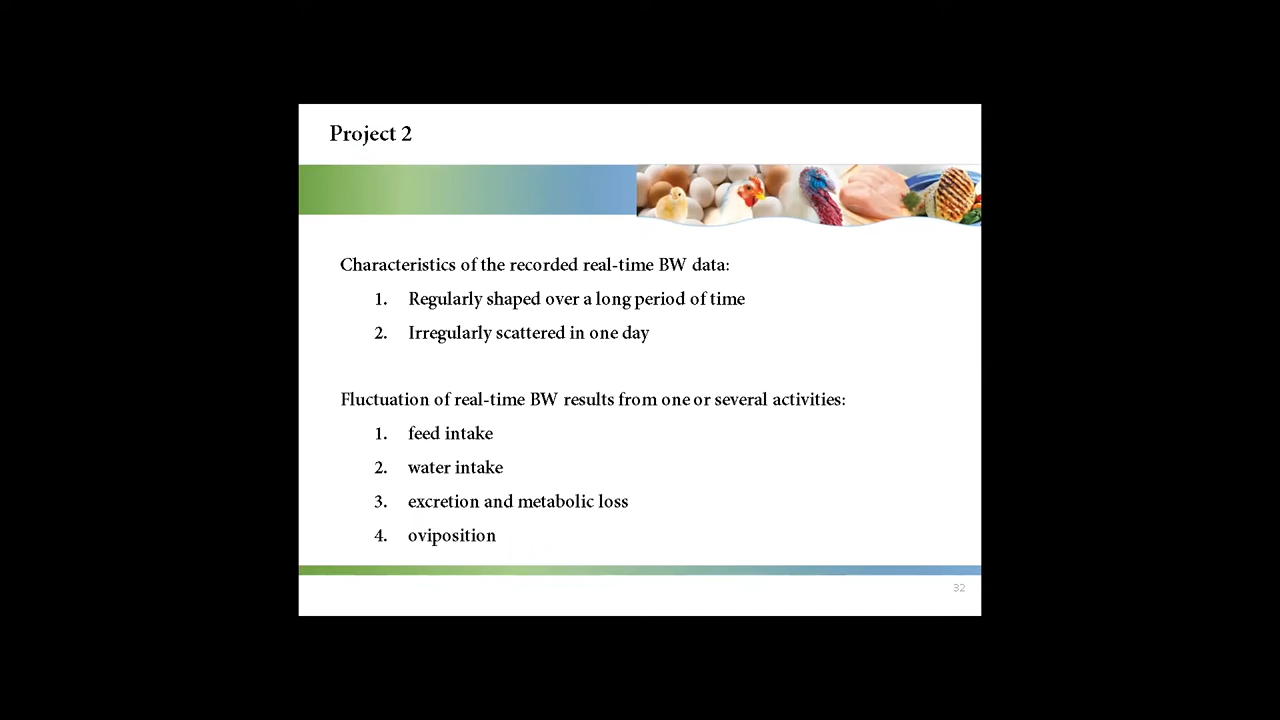 Project 2
Characteristics of the recorded real-time BW data:
1. Regularly shaped over a long period of time
2. Irregularly scattered in one day
Fluctuation of real-time BW results from one or several activities:
1. feed intake
2. water intake
3. excretion and metabolic loss
4. oviposition
32